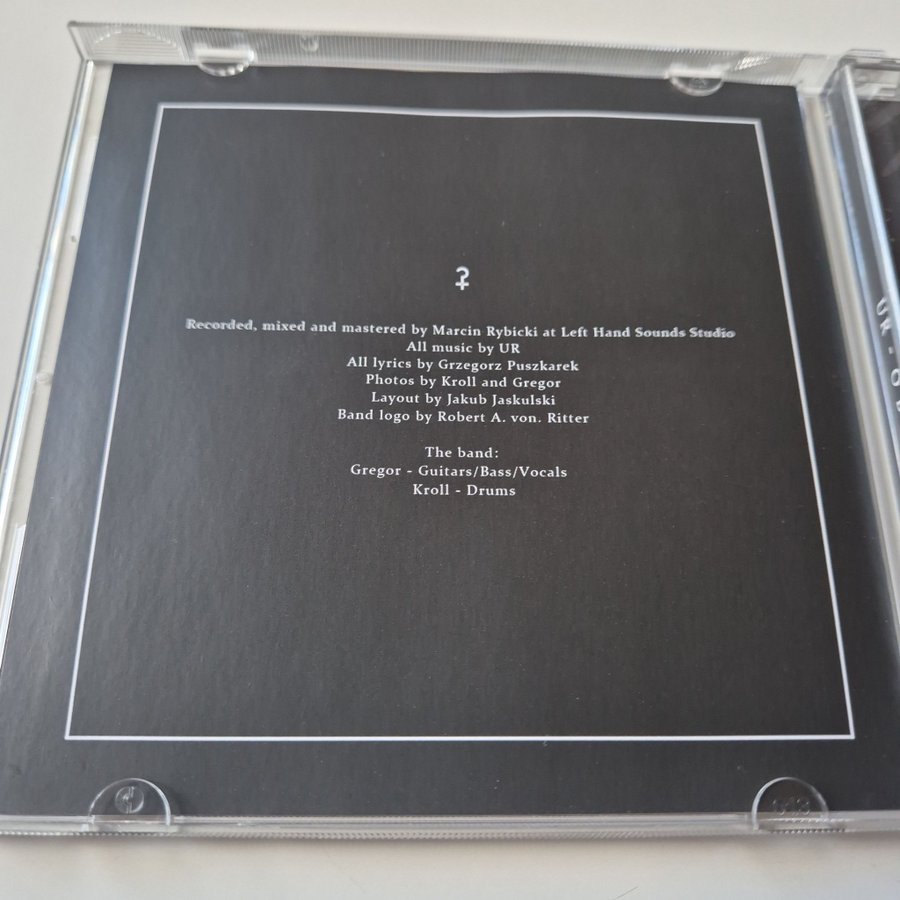 Recorded, mixed and mastered by Marcin Rybicki at Left Hand Sounds Studio
All music by UR
All lyrics by Grzegorz Puszkarek
Photos by Kroll and Gregor
Layout by Jakub Jaskulski
Band logo by Robert A. von. Ritter
The band:
Gregor - Guitars/Bass/Vocals
Kroll - Drums
UR -